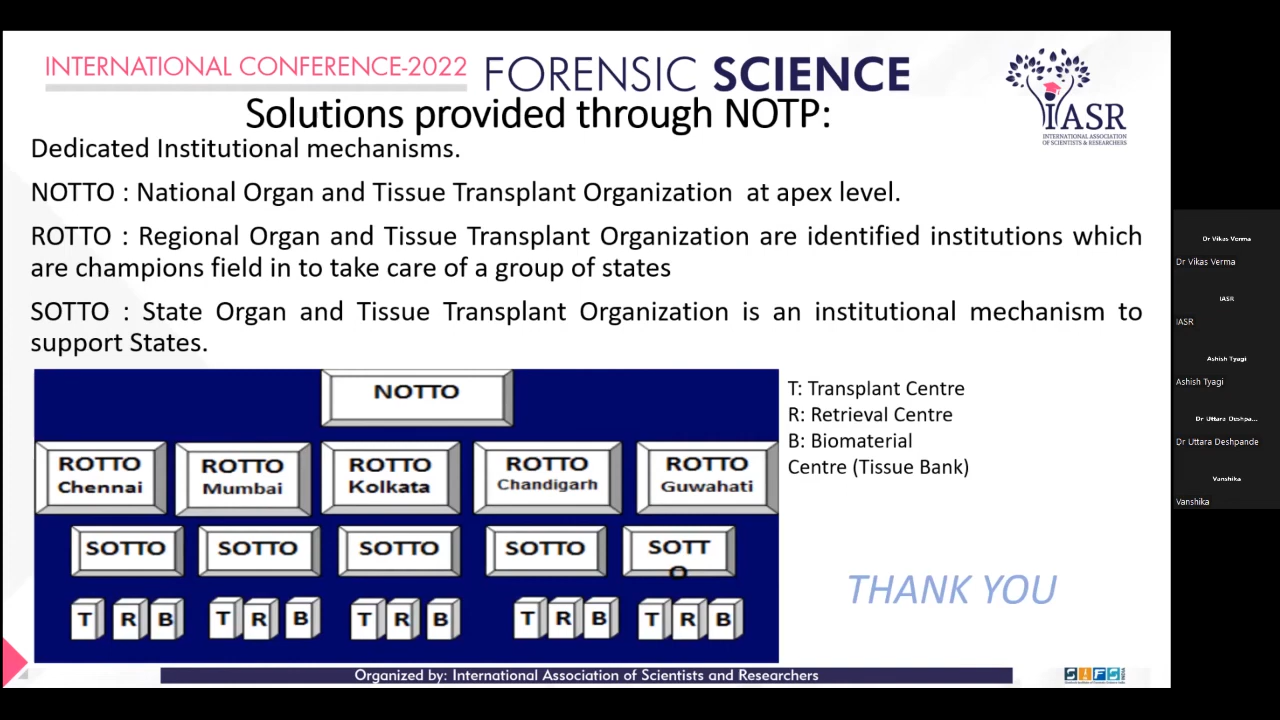 INTERNATIONAL CONFERENCE-2022 FORENSIC SCIENCE
IASR
INTERNATIONAL ASSOCIATION
OF SCIENTISTS & RESEARCHERS
Solutions provided through NOTP:
Dedicated Institutional mechanisms.
NOTTO : National Organ and Tissue Transplant Organization at apex level.
ROTTO : Regional Organ and Tissue Transplant Organization are identified institutions which
are champions field in to take care of a group of states
SOTTO : State Organ and Tissue Transplant Organization is an institutional mechanism to
support States.
NOTTO
ROTTO
Chennai
ROTTO
Mumbai
ROTTO
Kolkata
ROTTO
Chandigarh
ROTTO
Guwahati
SOTTO
SOTTO
SOTTO
SOTTO
SOTT
O
T R B
T R B
T R B
T R B
T R B
T: Transplant Centre
R: Retrieval Centre
B: Biomaterial
Centre (Tissue Bank)
THANK YOU
Organized by: International Association of Scientists and Researchers
SIFS
Dr Vikas Verma
Dr Vikas Verma
IASR
IASR
Ashish Tyagi
Ashish Tyagi
Dr Uttara Deshpa...
Dr Uttara Deshpande
Vanshika
Vanshika